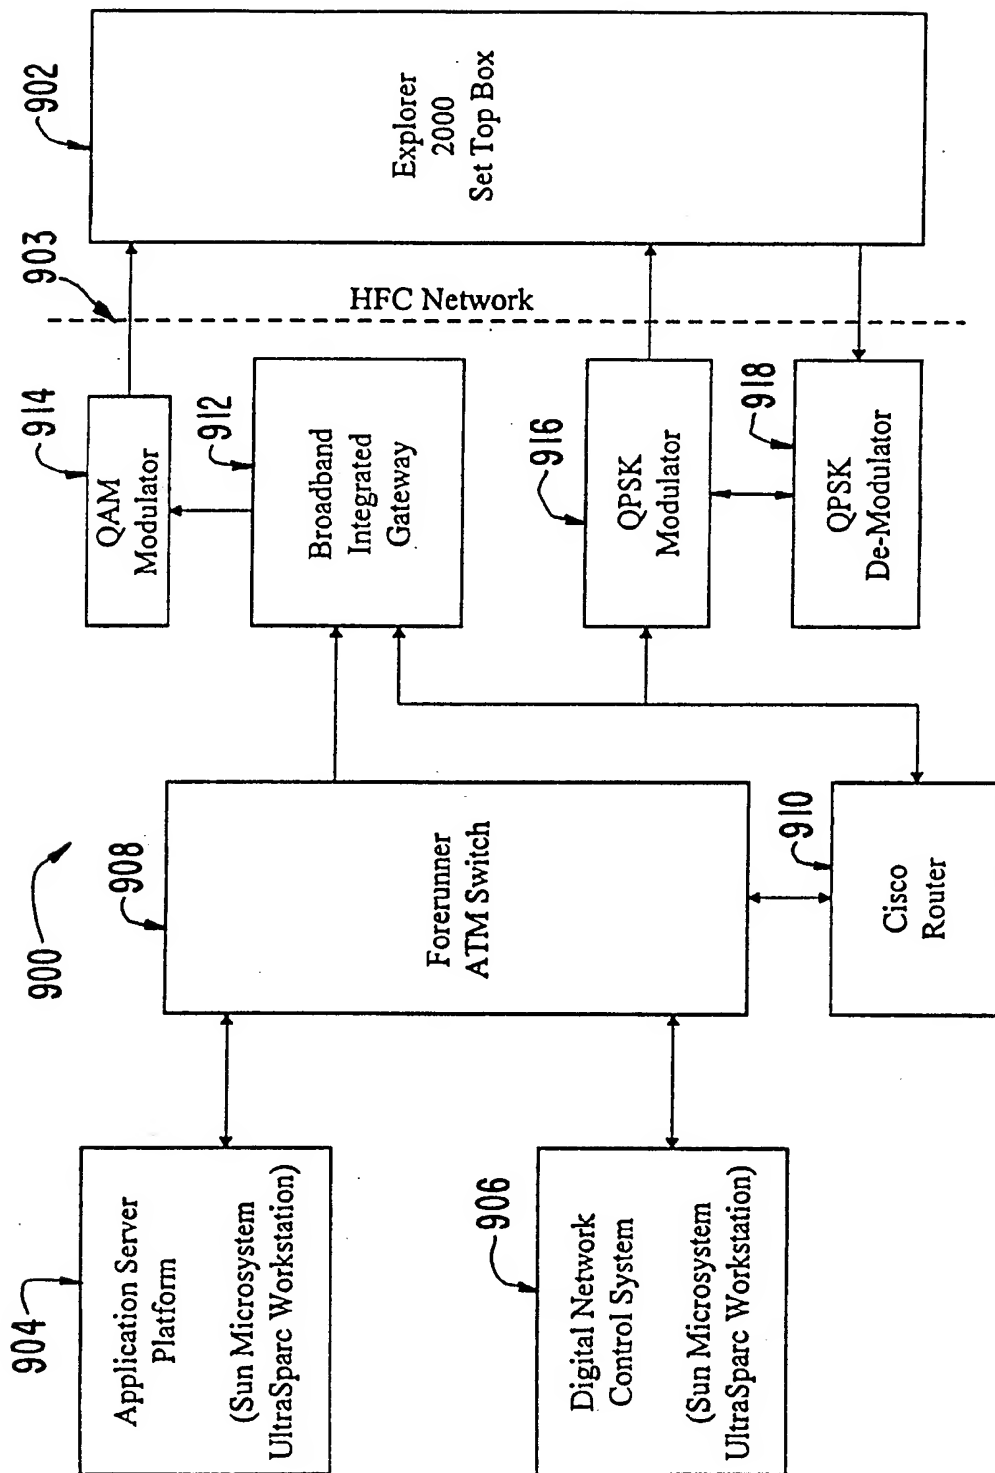 900
904
Application Server
Platform
(Sun Microsystem
UltraSparc Workstation)
906
Digital Network
Control System
(Sun Microsystem
UltraSparc Workstation)
908
Forerunner
ATM Switch
910
Cisco
Router
914
QAM
Modulator
912
Broadband
Integrated
Gateway
916
QPSK
Modulator
918
QPSK
De-Modulator
903
HFC Network
902
Explorer
2000
Set Top Box